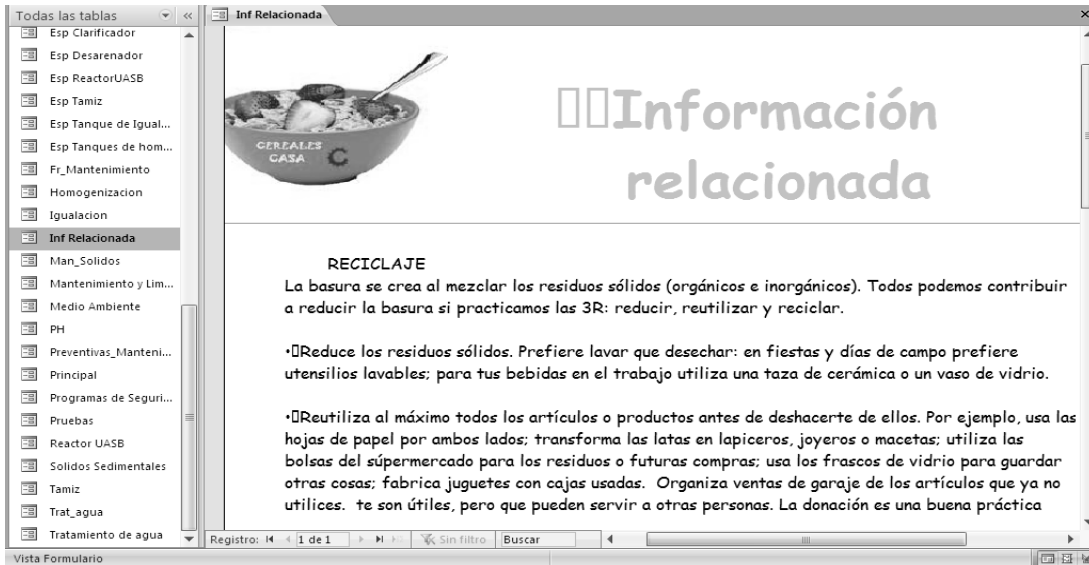 Todas las tablas
Esp Clarificador
Esp Desarenador
Esp ReactorUASB
Esp Tamiz
Esp Tanque de Igual...
Esp Tanques de hom...
Fr_Mantenimiento
Homogenizacion
Igualacion
Inf Relacionada
Man_Solidos
Mantenimiento y Lim...
Medio Ambiente
PH
Preventivas_Manteni...
Principal
Programas de Seguri...
Pruebas
Reactor UASB
Solidos Sedimentales
Tamiz
Trat_agua
Tratamiento de agua
Inf Relacionada
CEREALES
CASA C
Información
relacionada
RECICLAJE
La basura se crea al mezclar los residuos sólidos (orgánicos e inorgánicos). Todos podemos contribuir
a reducir la basura si practicamos las 3R: reducir, reutilizar y reciclar.
•Reduce los residuos sólidos. Prefiere lavar que desechar: en fiestas y días de campo prefiere
utensilios lavables; para tus bebidas en el trabajo utiliza una taza de cerámica o un vaso de vidrio.
•Reutiliza al máximo todos los artículos o productos antes de deshacerte de ellos. Por ejemplo, usa las
hojas de papel por ambos lados; transforma las latas en lapiceros, joyeros o macetas; utiliza las
bolsas del súpermercado para los residuos o futuras compras; usa los frascos de vidrio para guardar
otras cosas; fabrica juguetes con cajas usadas.  Organiza ventas de garaje de los artículos que ya no
utilices.  te son útiles, pero que pueden servir a otras personas. La donación es una buena práctica
Registro: 1 de 1 Sin filtro Buscar
Vista Formulario